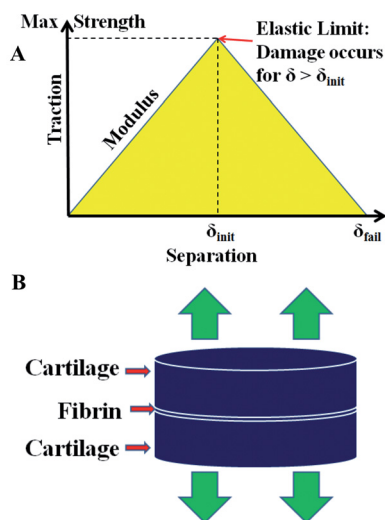 Max Strength
Elastic Limit:
Damage occurs
for δ > δinit
A
Traction
Modulus
δinit
δfail
Separation
B
Cartilage
Fibrin
Cartilage